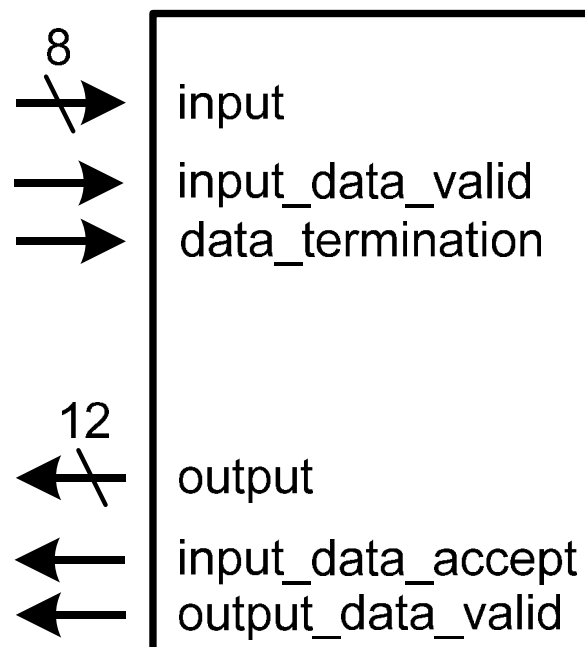 8
input
input_data_valid
data_termination
12
output
input_data_accept
output_data_valid